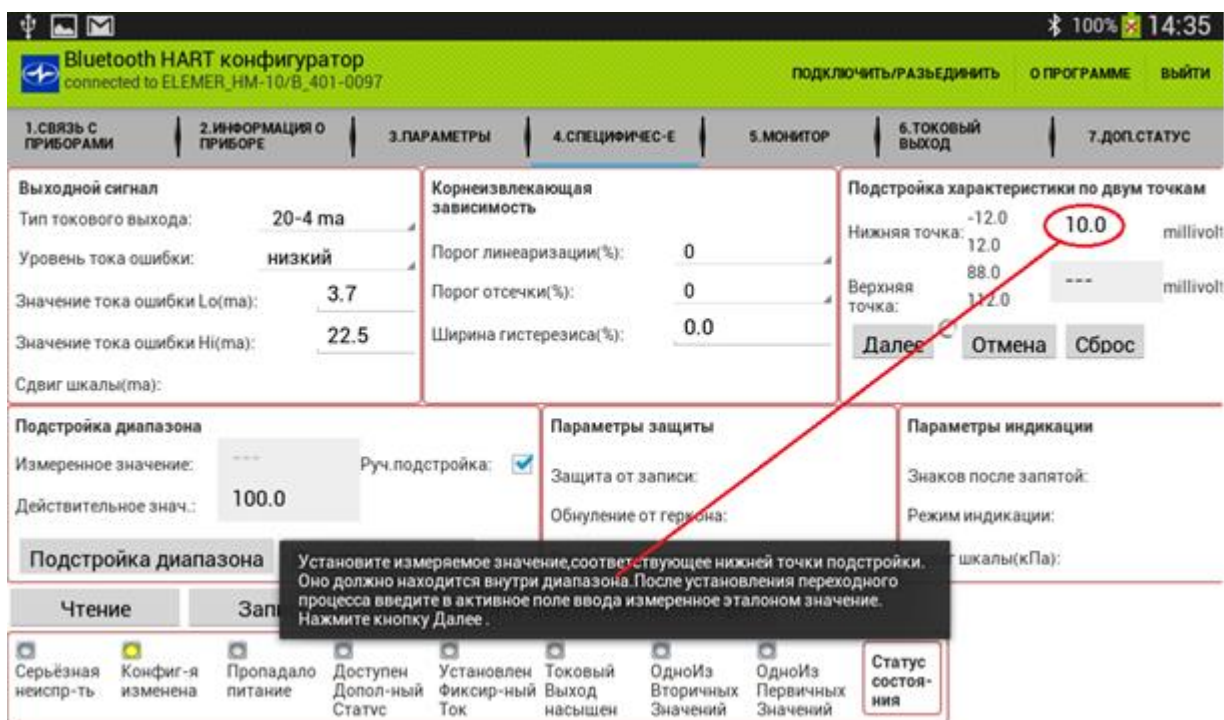 100% 14:35
Bluetooth HART конфигуратор
connected to ELEMER_HM-10/B_401-0097
ПОДКЛЮЧИТЬ/РАЗЬЕДИНИТЬ О ПРОГРАММЕ ВЫЙТИ
1.СВЯЗЬ С ПРИБОРАМИ
2.ИНФОРМАЦИЯ О ПРИБОРЕ
3.ПАРАМЕТРЫ
4.СПЕЦИФИЧЕС-Е
5.МОНИТОР
6.ТОКОВЫЙ ВЫХОД
7.ДОП.СТАТУС
Выходной сигнал
Тип токового выхода: 20-4 ma
Уровень тока ошибки: низкий
Значение тока ошибки Lo(ma): 3.7
Значение тока ошибки Hi(ma): 22.5
Сдвиг шкалы(ma):
Корнеизвлекающая
зависимость
Порог линеаризации(%): 0
Порог отсечки(%): 0
Ширина гистерезиса(%): 0.0
Подстройка характеристики по двум точкам
Нижняя точка: -12.0 12.0 10.0 millivolt
Верхняя точка: 88.0 112.0 --- millivolt
Далее Отмена Сброс
Подстройка диапазона
Измеренное значение: --- Руч.подстройка:
Действительное знач.: 100.0
Подстройка диапазона
Параметры защиты
Защита от записи:
Обнуление от геркона:
Параметры индикации
Знаков после запятой:
Режим индикации:
шкалы(кПа):
Установите измеряемое значение,соответствующее нижней точки подстройки.
Оно должно находится внутри диапазона.После установления переходного
процесса введите в активное поле ввода измеренное эталоном значение.
Нажмите кнопку Далее .
Чтение Зап
Серьёзная неиспр-ть
Конфиг-я изменена
Пропадало питание
Доступен Допол-ный Статус
Установлен Фиксир-ный Ток
Токовый Выход насыщен
ОдноИз Вторичных Значений
ОдноИз Первичных Значений
Статус состоя-ния